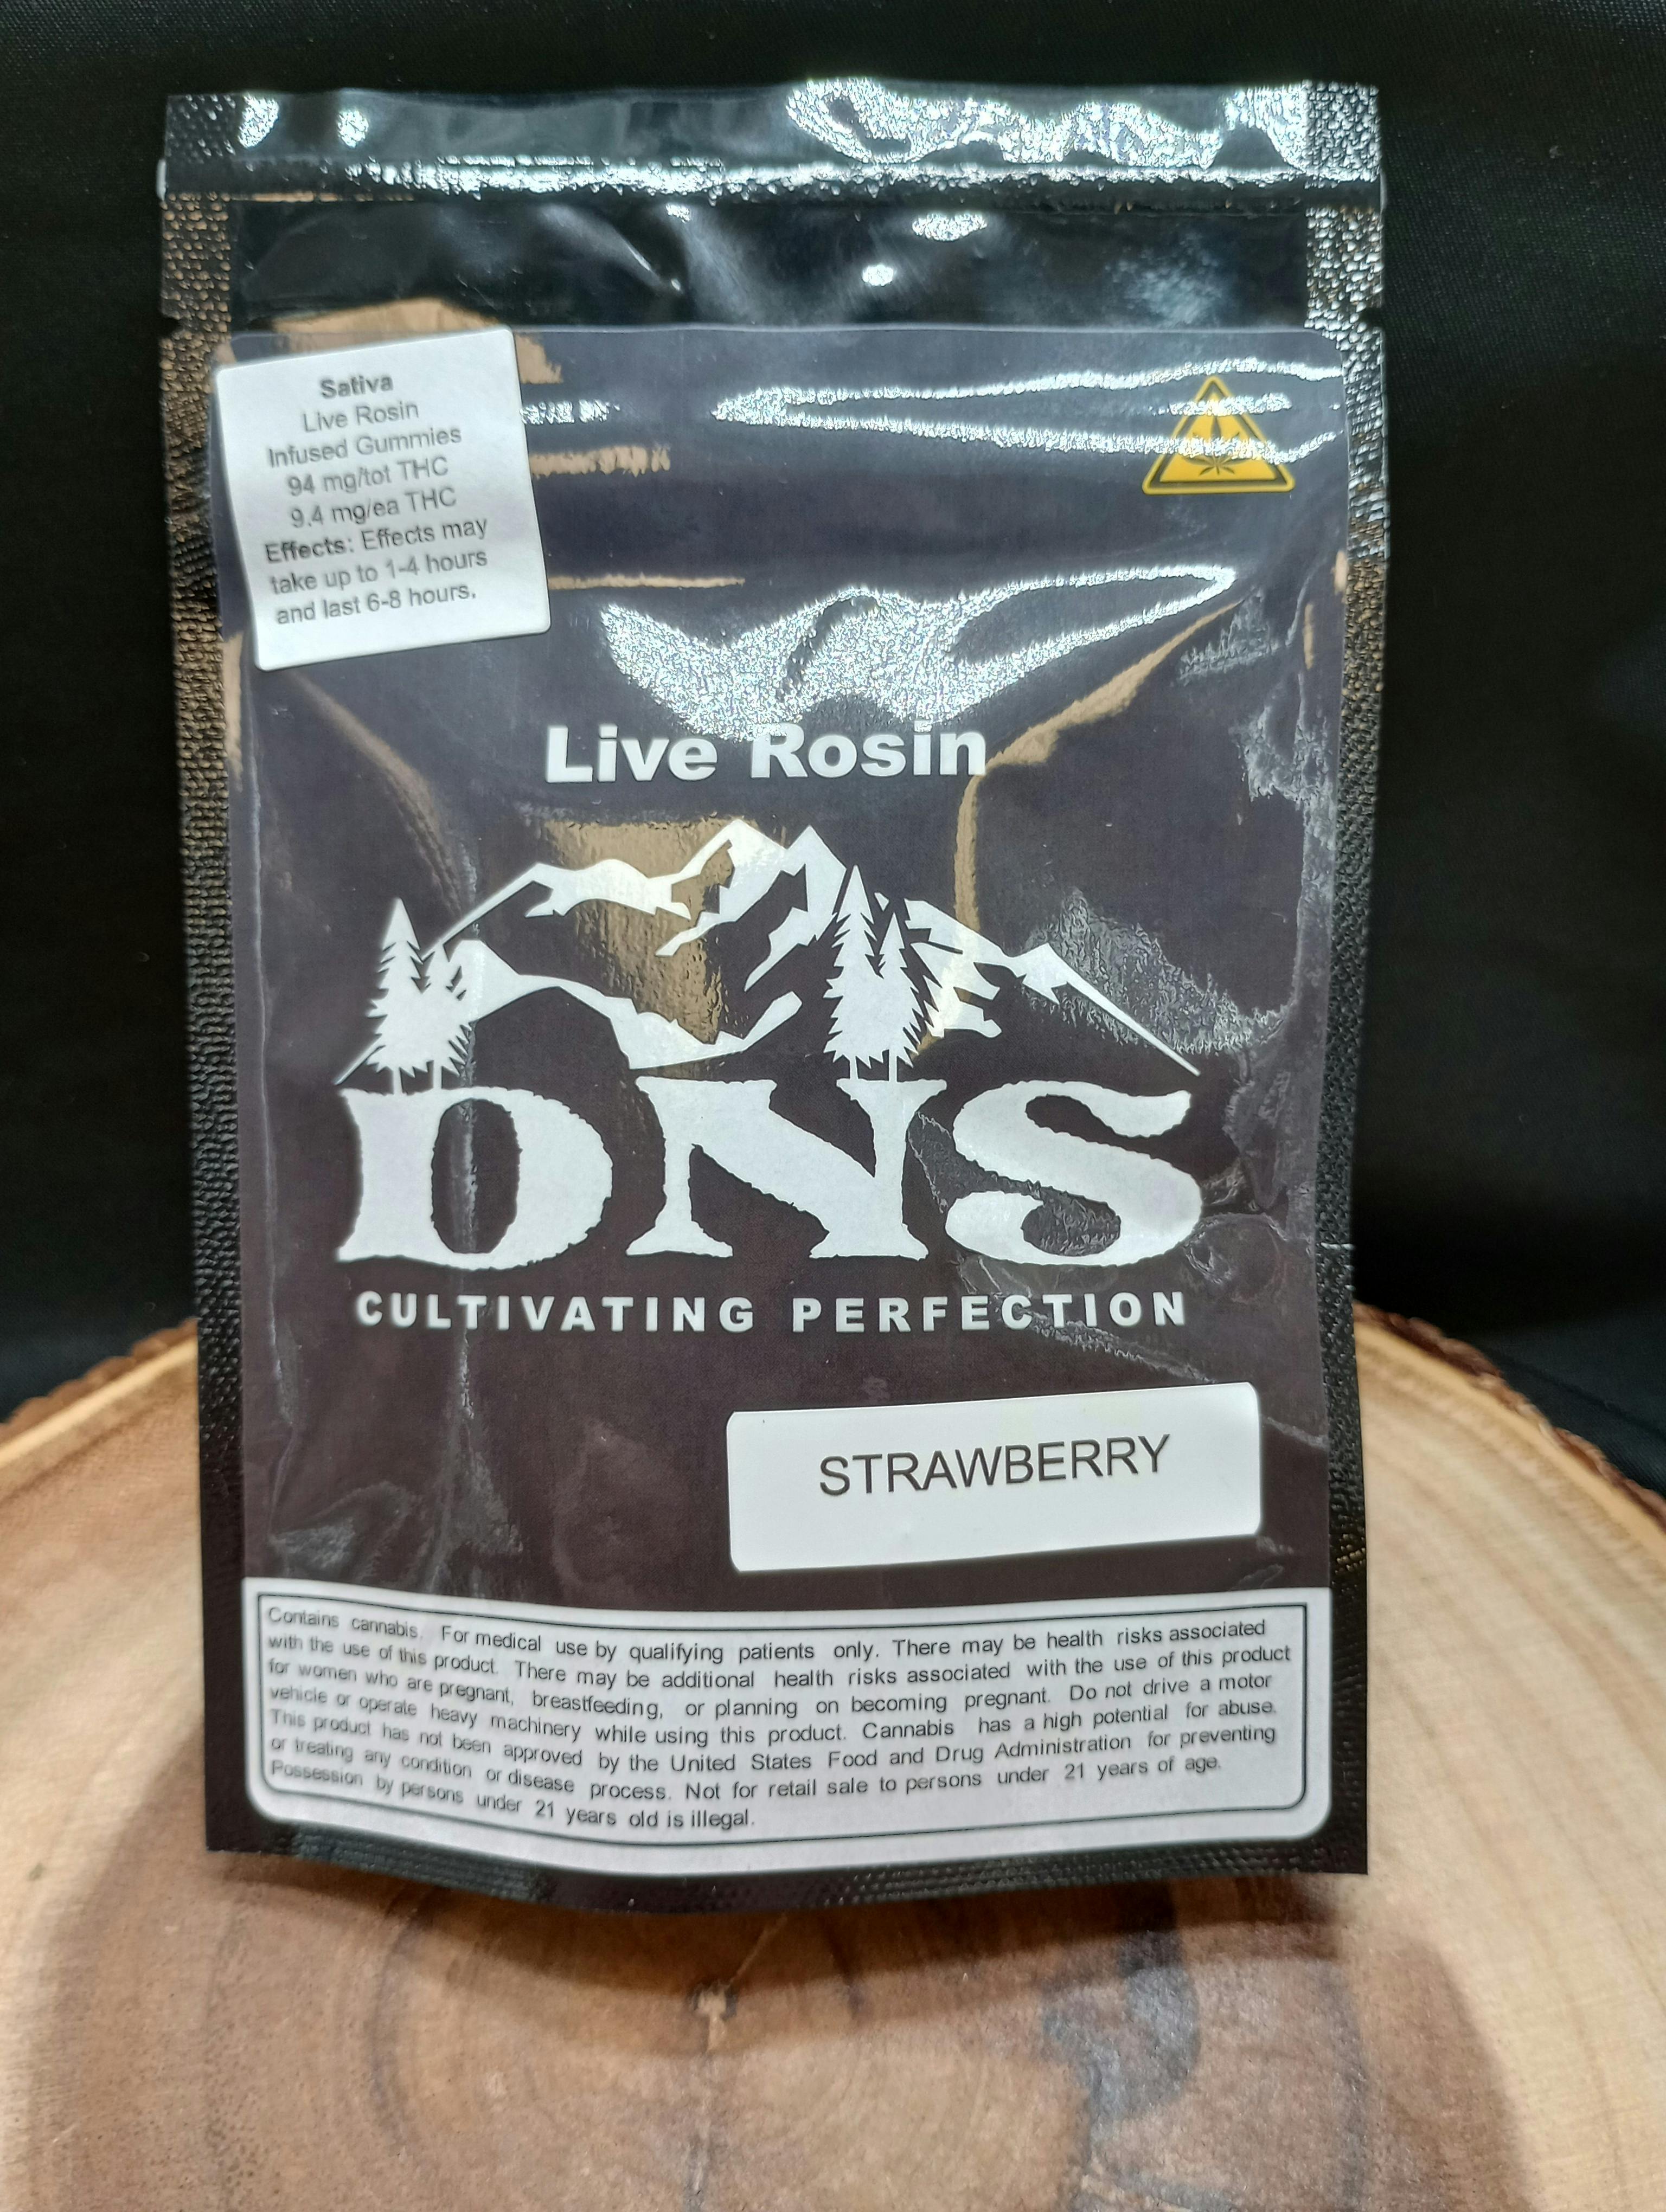 Sativa
Live Rosin
Infused Gummies
94 mg/tot THC
9.4 mg/ea THC
Effects: Effects may
take up to 1-4 hours
and last 6-8 hours.
Live Rosin
DNS
CULTIVATING PERFECTION
STRAWBERRY
Contains cannabis. For medical use by qualifying patients only. There may be health risks associated
with the use of this product. There may be additional health risks associated with the use of this product
for women who are pregnant, breastfeeding, or planning on becoming pregnant. Do not drive a motor
vehicle or operate heavy machinery while using this product. Cannabis has a high potential for abuse.
This product has not been approved by the United States Food and Drug Administration for preventing
or treating any condition or disease process. Not for retail sale to persons under 21 years of age.
Possession by persons under 21 years old is illegal.